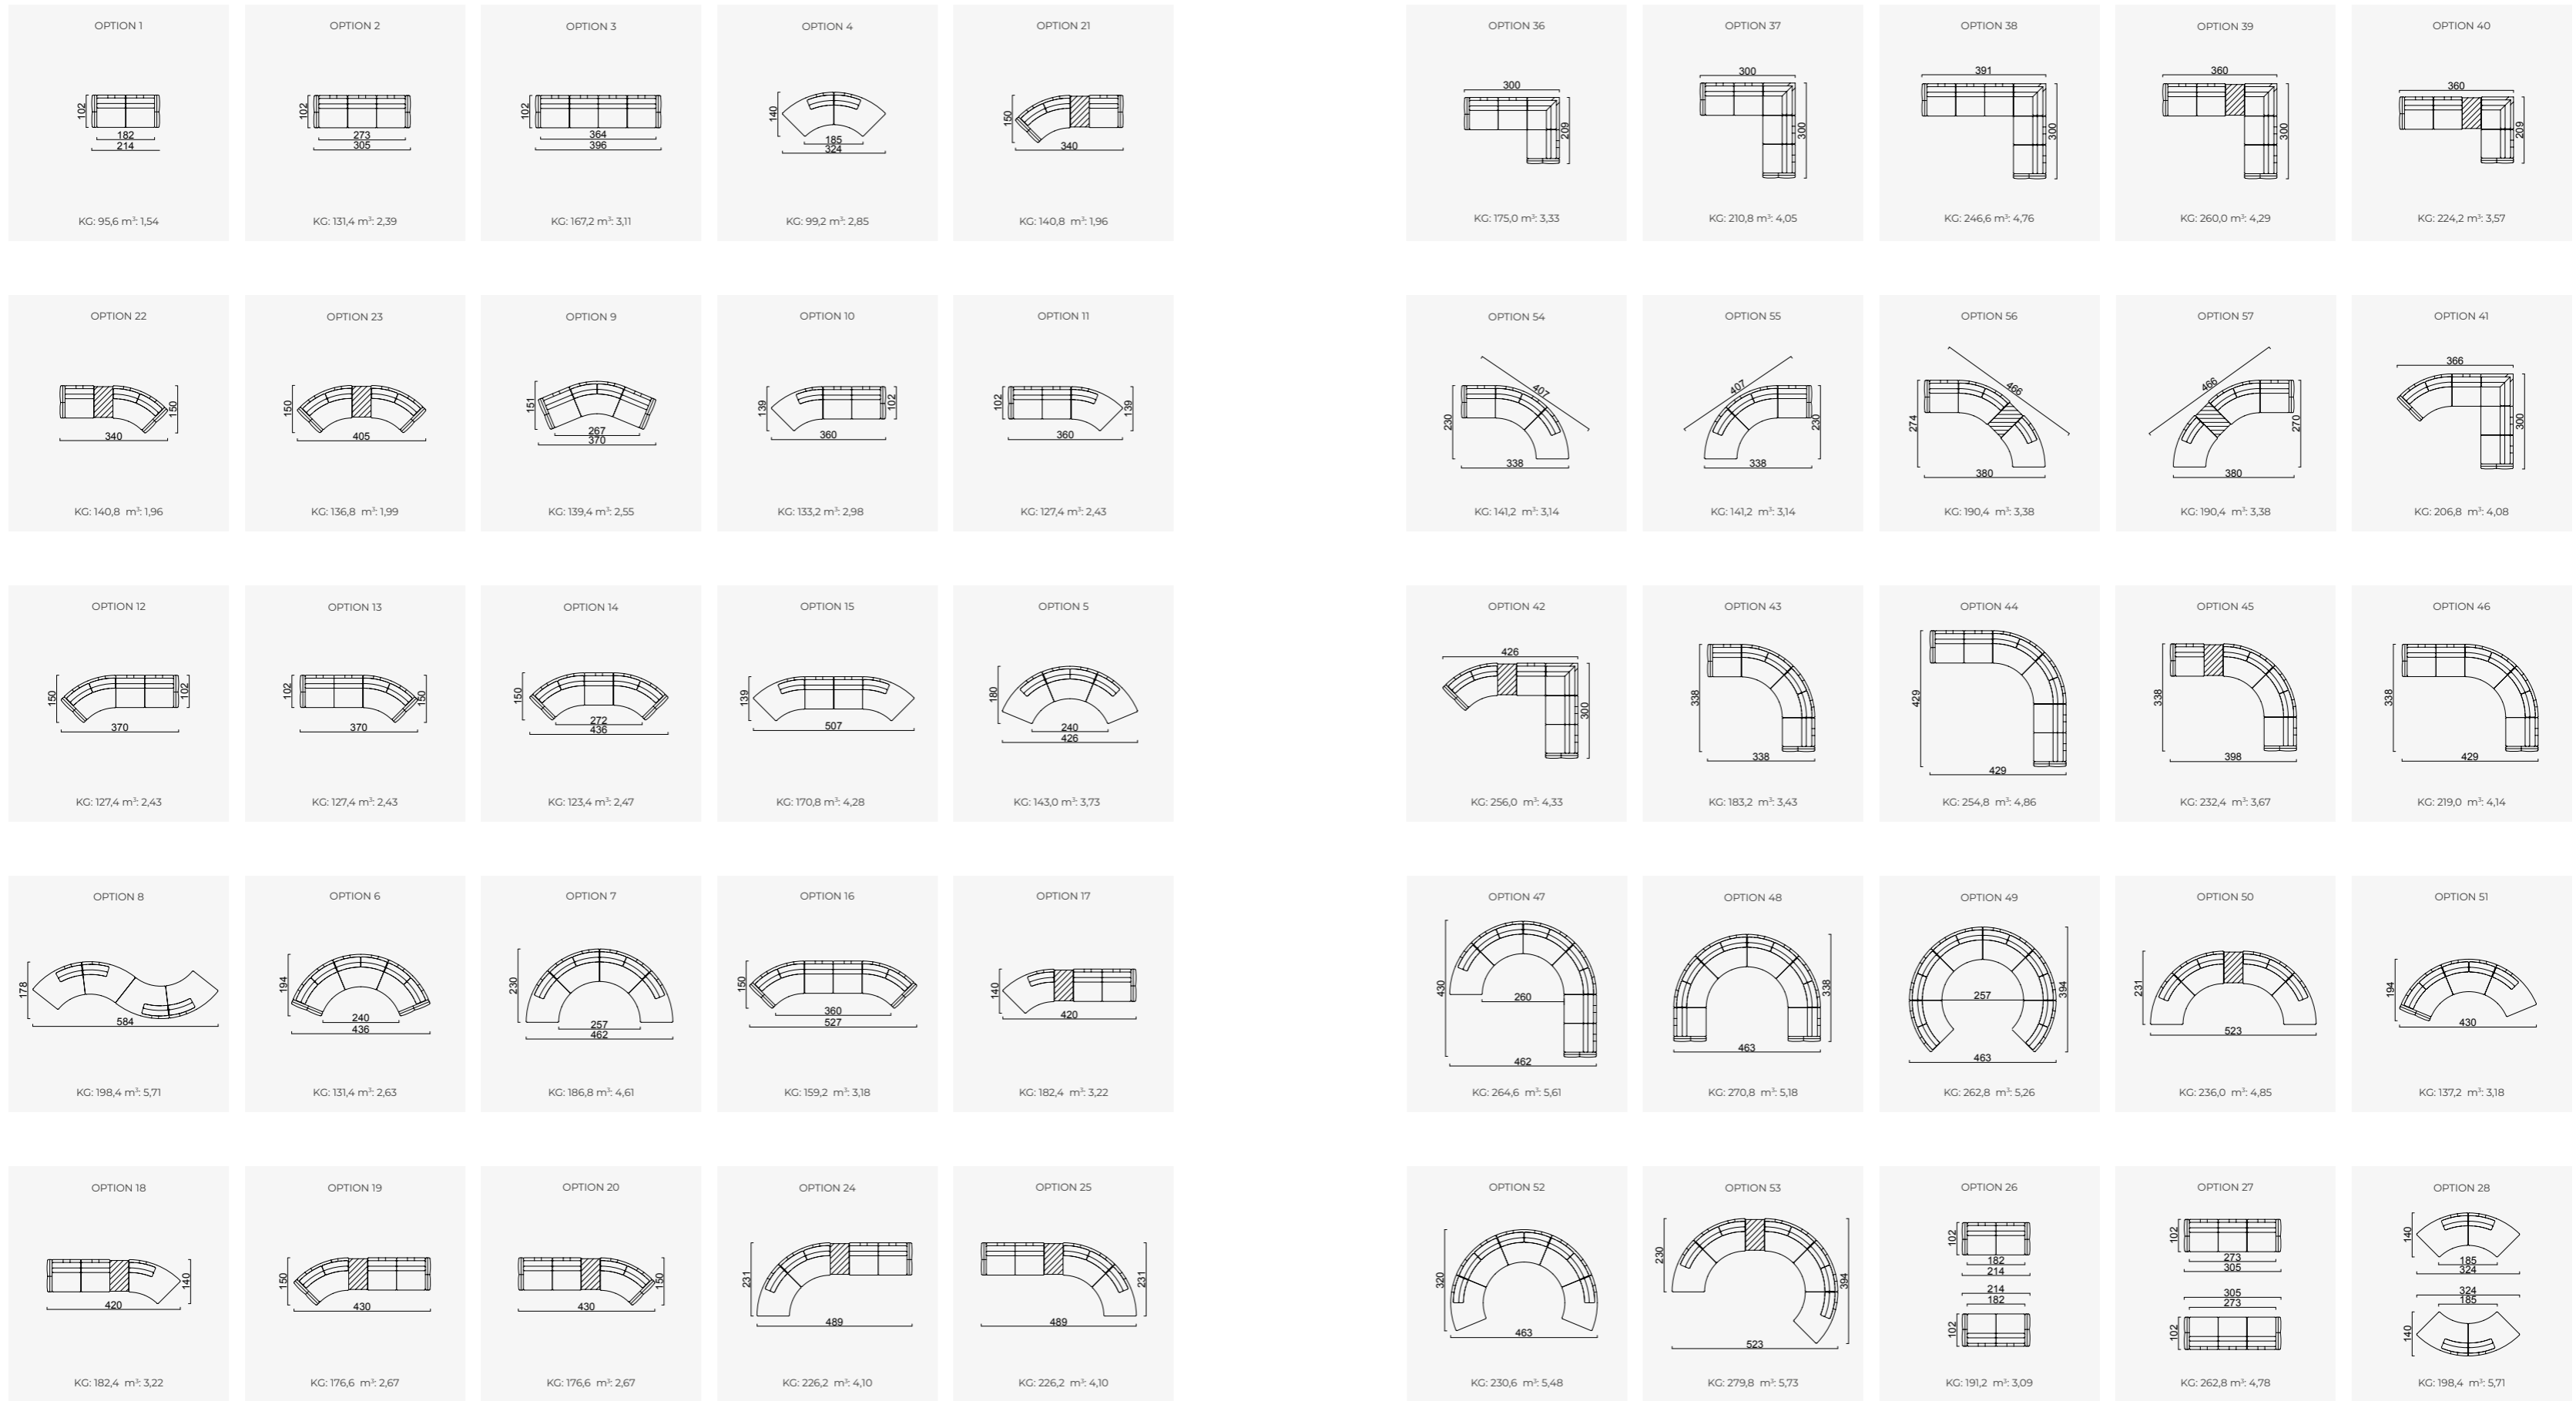 OPTION 1
102
182
214
KG: 95,6 m³: 1,54
OPTION 2
102
273
305
KG: 131,4 m³: 2,39
OPTION 3
102
364
396
KG: 167,2 m³: 3,11
OPTION 4
140
185
324
KG: 99,2 m³: 2,85
OPTION 21
150
340
KG: 140,8 m³: 1,96
OPTION 36
300
209
KG: 175,0 m³: 3,33
OPTION 37
300
300
KG: 210,8 m³: 4,05
OPTION 38
391
300
KG: 246,6 m³: 4,76
OPTION 39
360
300
KG: 260,0 m³: 4,29
OPTION 40
360
209
KG: 224,2 m³: 3,57
OPTION 22
150
340
KG: 140,8 m³: 1,96
OPTION 23
150
150
405
KG: 136,8 m³: 1,99
OPTION 9
151
267
370
KG: 139,4 m³: 2,55
OPTION 10
139
102
360
KG: 133,2 m³: 2,98
OPTION 11
102
139
360
KG: 127,4 m³: 2,43
OPTION 54
407
230
338
KG: 141,2 m³: 3,14
OPTION 55
407
230
338
KG: 141,2 m³: 3,14
OPTION 56
466
274
380
KG: 190,4 m³: 3,38
OPTION 57
466
270
380
KG: 190,4 m³: 3,38
OPTION 41
366
300
KG: 206,8 m³: 4,08
OPTION 12
150
102
370
KG: 127,4 m³: 2,43
OPTION 13
102
150
370
KG: 127,4 m³: 2,43
OPTION 14
150
272
436
KG: 123,4 m³: 2,47
OPTION 15
139
507
KG: 170,8 m³: 4,28
OPTION 5
180
240
426
KG: 143,0 m³: 3,73
OPTION 42
426
300
KG: 256,0 m³: 4,33
OPTION 43
338
338
KG: 183,2 m³: 3,43
OPTION 44
429
429
KG: 254,8 m³: 4,86
OPTION 45
338
398
KG: 232,4 m³: 3,67
OPTION 46
338
429
KG: 219,0 m³: 4,14
OPTION 8
178
584
KG: 198,4 m³: 5,71
OPTION 6
194
240
436
KG: 131,4 m³: 2,63
OPTION 7
230
257
462
KG: 186,8 m³: 4,61
OPTION 16
150
360
527
KG: 159,2 m³: 3,18
OPTION 17
140
420
KG: 182,4 m³: 3,22
OPTION 47
430
260
462
KG: 264,6 m³: 5,61
OPTION 48
338
463
KG: 270,8 m³: 5,18
OPTION 49
257
394
463
KG: 262,8 m³: 5,26
OPTION 50
231
523
KG: 236,0 m³: 4,85
OPTION 51
194
430
KG: 137,2 m³: 3,18
OPTION 18
140
420
KG: 182,4 m³: 3,22
OPTION 19
150
430
KG: 176,6 m³: 2,67
OPTION 20
150
430
KG: 176,6 m³: 2,67
OPTION 24
231
489
KG: 226,2 m³: 4,10
OPTION 25
231
489
KG: 226,2 m³: 4,10
OPTION 52
320
463
KG: 230,6 m³: 5,48
OPTION 53
230
394
523
KG: 279,8 m³: 5,73
OPTION 26
102
182
214
214
182
102
KG: 191,2 m³: 3,09
OPTION 27
102
273
305
305
273
102
KG: 262,8 m³: 4,78
OPTION 28
140
185
324
324
185
140
KG: 198,4 m³: 5,71